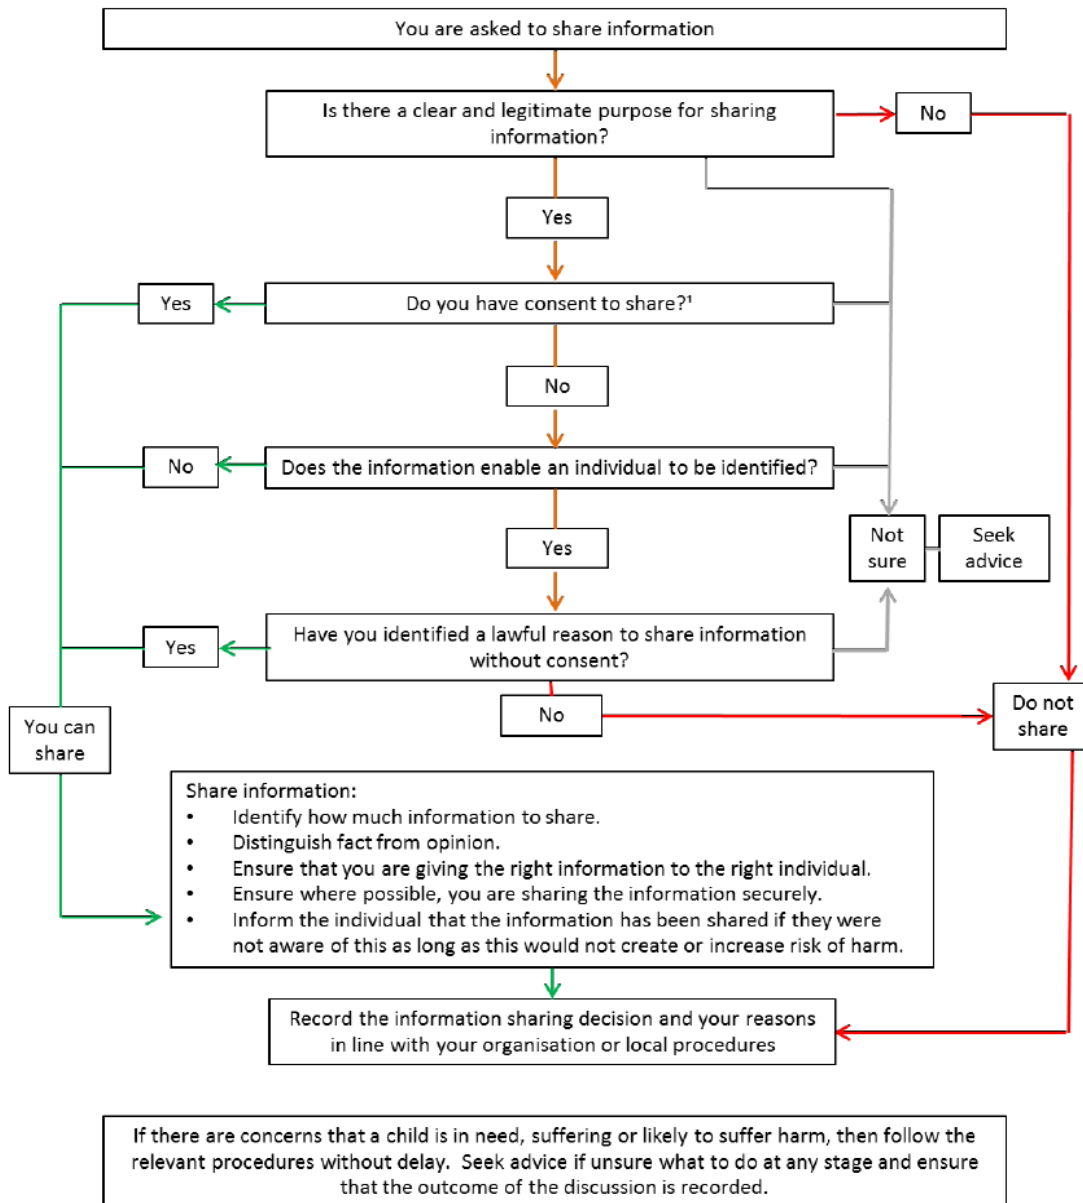 You are asked to share information
Is there a clear and legitimate purpose for sharing
information?
No
Yes
Yes
Do you have consent to share?¹
No
No
Does the information enable an individual to be identified?
Yes
Not
sure
Seek
advice
Yes
Have you identified a lawful reason to share information
without consent?
No
Do not
share
You can
share
Share information:
• Identify how much information to share.
• Distinguish fact from opinion.
• Ensure that you are giving the right information to the right individual.
• Ensure where possible, you are sharing the information securely.
• Inform the individual that the information has been shared if they were
not aware of this as long as this would not create or increase risk of harm.
Record the information sharing decision and your reasons
in line with your organisation or local procedures
If there are concerns that a child is in need, suffering or likely to suffer harm, then follow the
relevant procedures without delay. Seek advice if unsure what to do at any stage and ensure
that the outcome of the discussion is recorded.